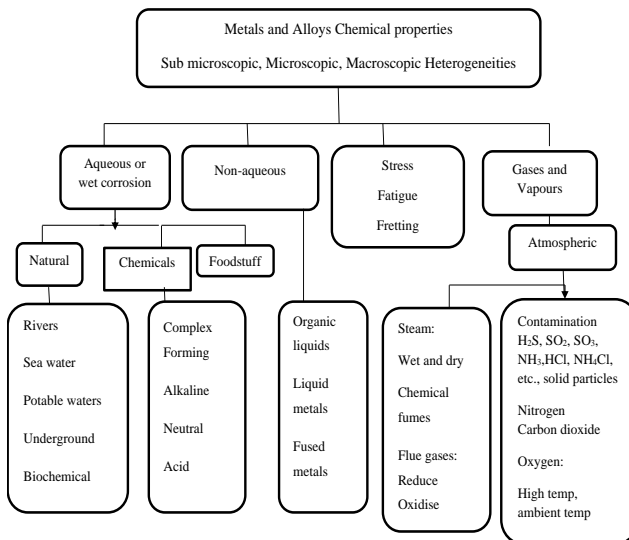 Metals and Alloys Chemical properties
Sub microscopic, Microscopic, Macroscopic Heterogeneities
Aqueous or
wet corrosion
Non-aqueous
Stress
Fatigue
Fretting
Gases and
Vapours
Natural
Chemicals
Foodstuff
Atmospheric
Rivers
Sea water
Potable waters
Underground
Biochemical
Complex
Forming
Alkaline
Neutral
Acid
Organic
liquids
Liquid
metals
Fused
metals
Steam:
Wet and dry
Chemical
fumes
Flue gases:
Reduce
Oxidise
Contamination
H₂S, SO₂, SO₃,
NH₃,HCl, NH₄Cl,
etc., solid particles
Nitrogen
Carbon dioxide
Oxygen:
High temp,
ambient temp